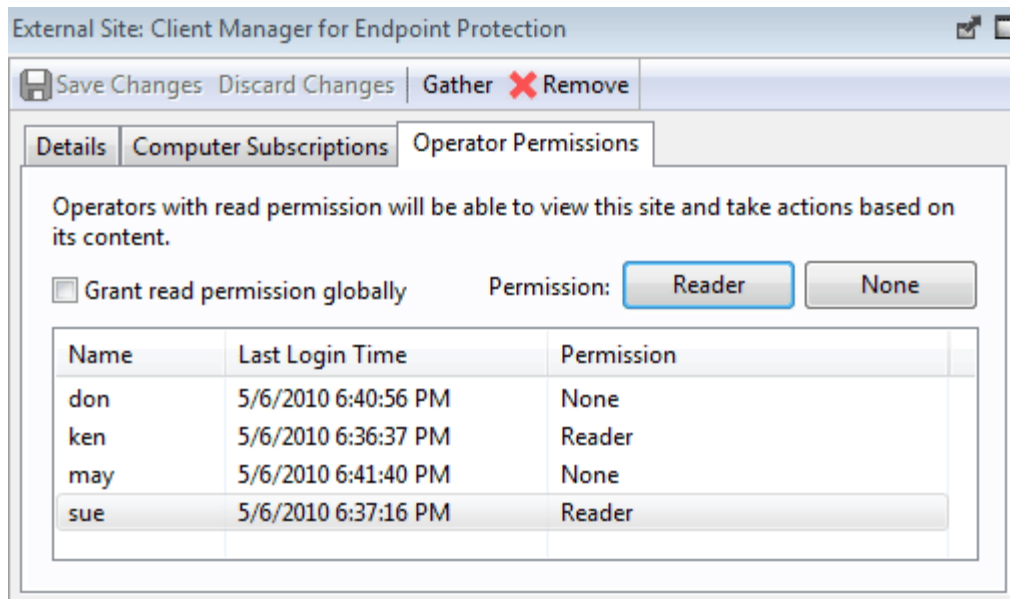 External Site: Client Manager for Endpoint Protection
Save Changes Discard Changes Gather Remove
Details Computer Subscriptions Operator Permissions
Operators with read permission will be able to view this site and take actions based on
its content.
Grant read permission globally Permission: Reader None
Name Last Login Time Permission
don 5/6/2010 6:40:56 PM None
ken 5/6/2010 6:36:37 PM Reader
may 5/6/2010 6:41:40 PM None
sue 5/6/2010 6:37:16 PM Reader